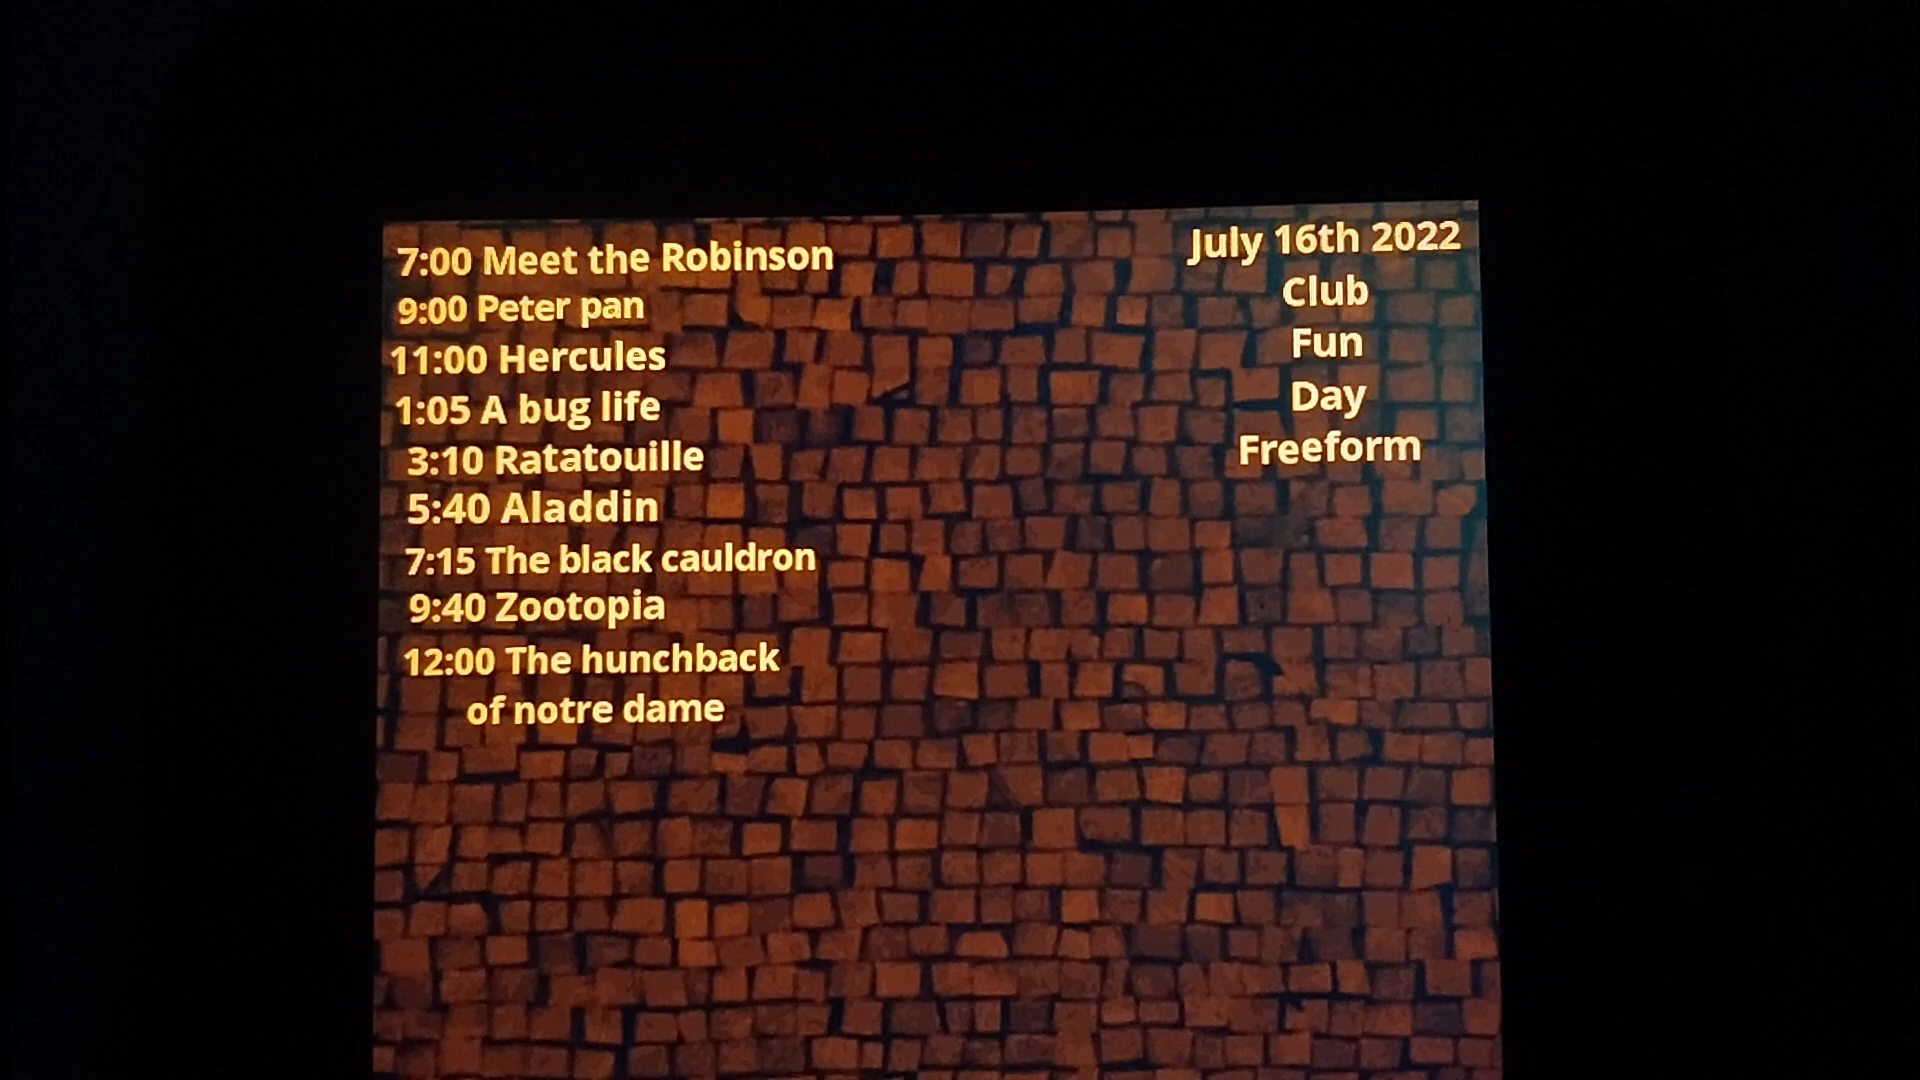 7:00 Meet the Robinson
9:00 Peter pan
11:00 Hercules
1:05 A bug life
3:10 Ratatouille
5:40 Aladdin
7:15 The black cauldron
9:40 Zootopia
12:00 The hunchback
of notre dame
July 16th 2022
Club
Fun
Day
Freeform